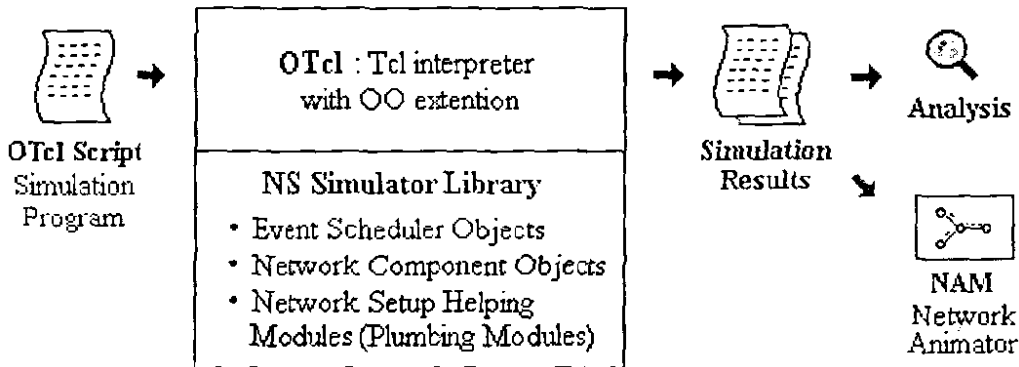 OTcl : Tcl interpreter
with OO extention
OTcl Script
Simulation
Program
NS Simulator Library
• Event Scheduler Objects
• Network Component Objects
• Network Setup Helping
Modules (Plumbing Modules)
Simulation
Results
Analysis
NAM
Network
Animator